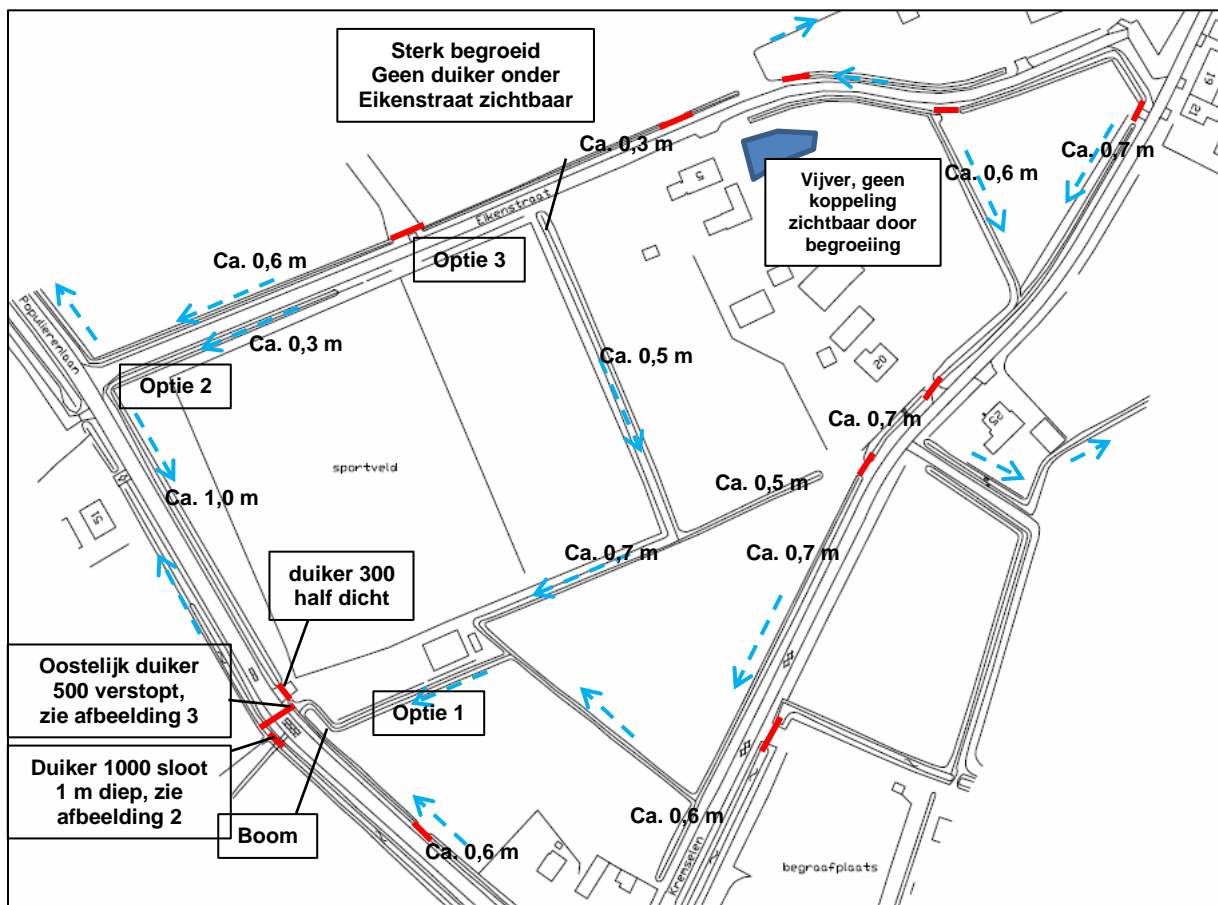 Sterk begroeid
Geen duiker onder
Eikenstraat zichtbaar
19
21
Ca. 0,3 m
Ca. 0,7 m
5
Vijver, geen
koppeling
zichtbaar door
begroeiing
Ca. 0,6 m
Eikenstraat
Optie 3
Ca. 0,6 m
Populierenlaan
Ca. 0,3 m
Optie 2
Ca. 0,5 m
20
25
Ca. 0,7 m
sportveld
Ca. 0,5 m
Ca. 1,0 m
51
Ca. 0,7 m
Ca. 0,7 m
duiker 300
half dicht
Oostelijk duiker
500 verstopt,
zie afbeelding 3
Optie 1
Duiker 1000 sloot
1 m diep, zie
afbeelding 2
Boom
Ca. 0,6 m
Ca. 0,6 m
Kremselen
begraafplaats